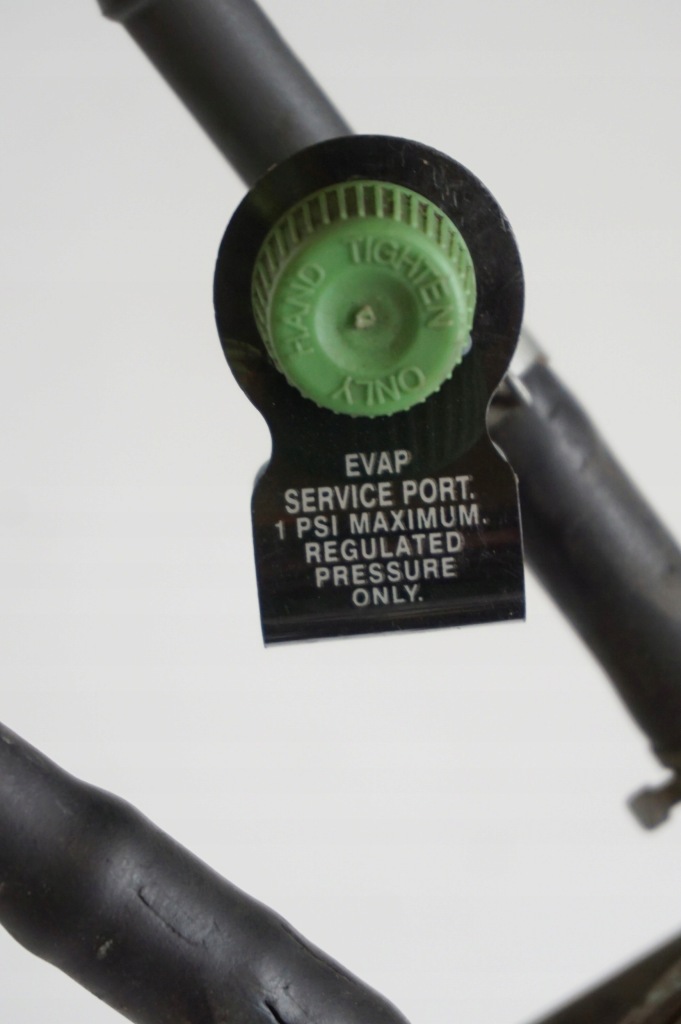 HAND TIGHTEN
ONLY
EVAP
SERVICE PORT.
1 PSI MAXIMUM.
REGULATED
PRESSURE
ONLY.